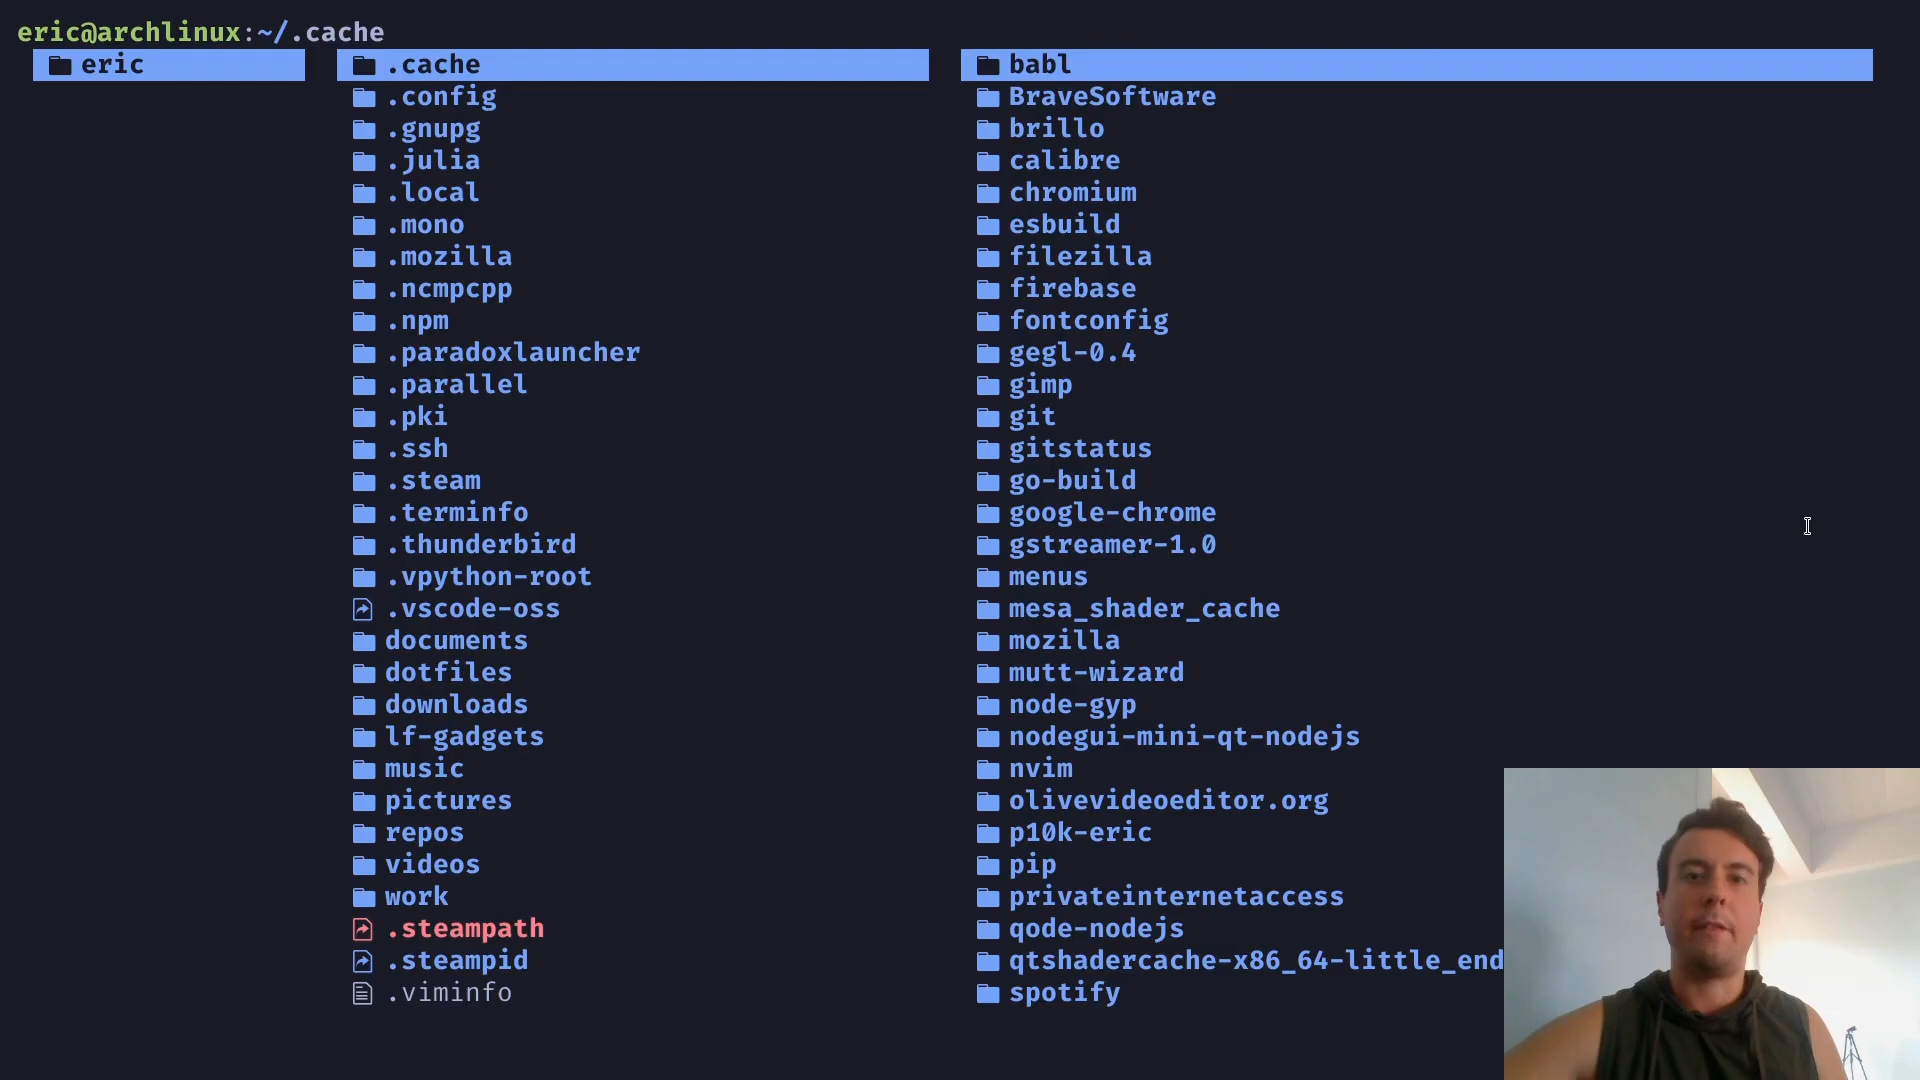 eric@archlinux:~/.cache
eric
.cache
.config
.gnupg
.julia
.local
.mono
.mozilla
.ncmpcpp
.npm
.paradoxlauncher
.parallel
.pki
.ssh
.steam
.terminfo
.thunderbird
.vpython-root
.vscode-oss
documents
dotfiles
downloads
lf-gadgets
music
pictures
repos
videos
work
.steampath
.steampid
.viminfo
babl
BraveSoftware
brillo
calibre
chromium
esbuild
filezilla
firebase
fontconfig
gegl-0.4
gimp
git
gitstatus
go-build
google-chrome
gstreamer-1.0
menus
mesa_shader_cache
mozilla
mutt-wizard
node-gyp
nodegui-mini-qt-nodejs
nvim
olivevideoeditor.org
p10k-eric
pip
privateinternetaccess
qode-nodejs
qtshadercache-x86_64-little_end
spotify